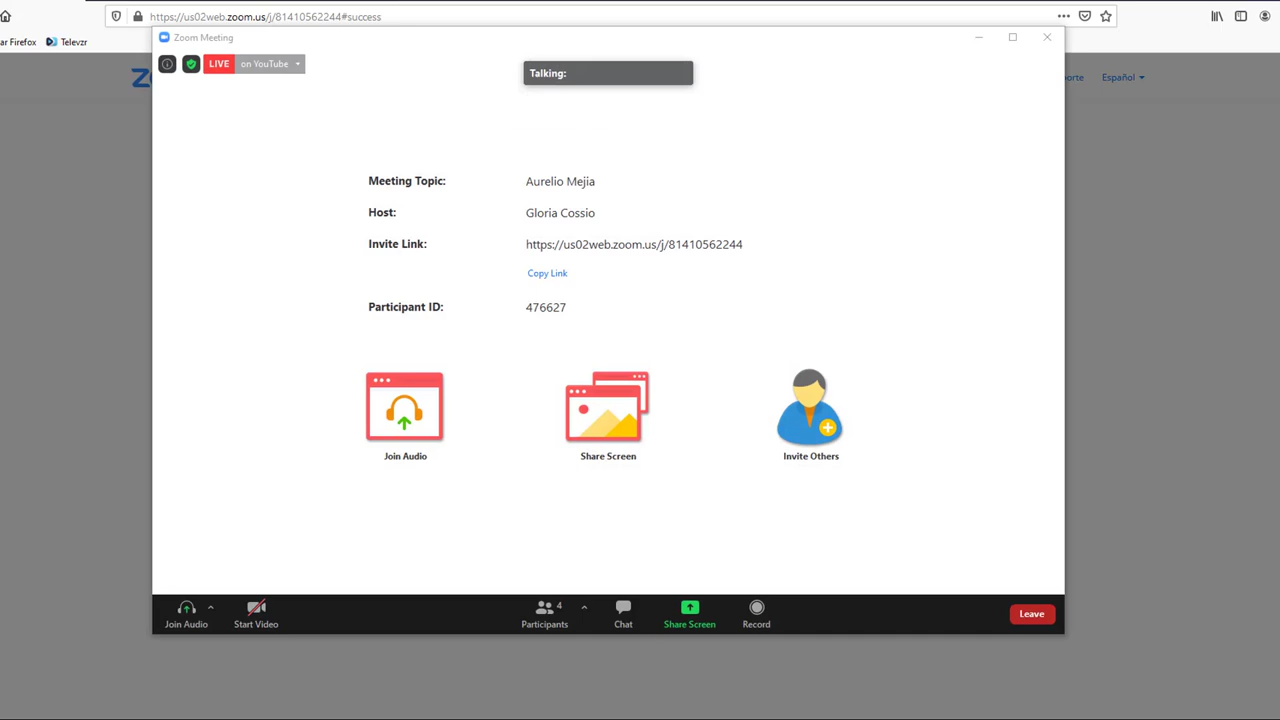 https://us02web.zoom.us/j/81410562244#success
ar Firefox
Televzr
Zoom Meeting
LIVE on YouTube
Talking:
orte
Español
Meeting Topic: Aurelio Mejia
Host: Gloria Cossio
Invite Link: https://us02web.zoom.us/j/81410562244
Copy Link
Participant ID: 476627
Join Audio
Share Screen
Invite Others
Join Audio
Start Video
4
Participants
Chat
Share Screen
Record
Leave